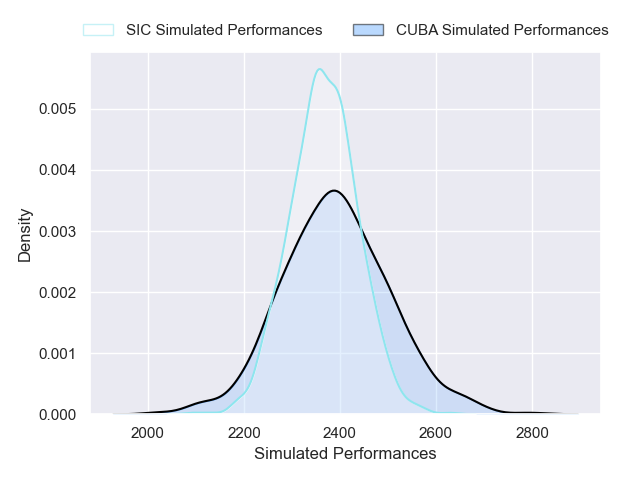 SIC Simulated Performances
CUBA Simulated Performances
0.005
0.004
0.003
0.002
0.001
0.000
Density
2000 2200 2400 2600 2800
Simulated Performances